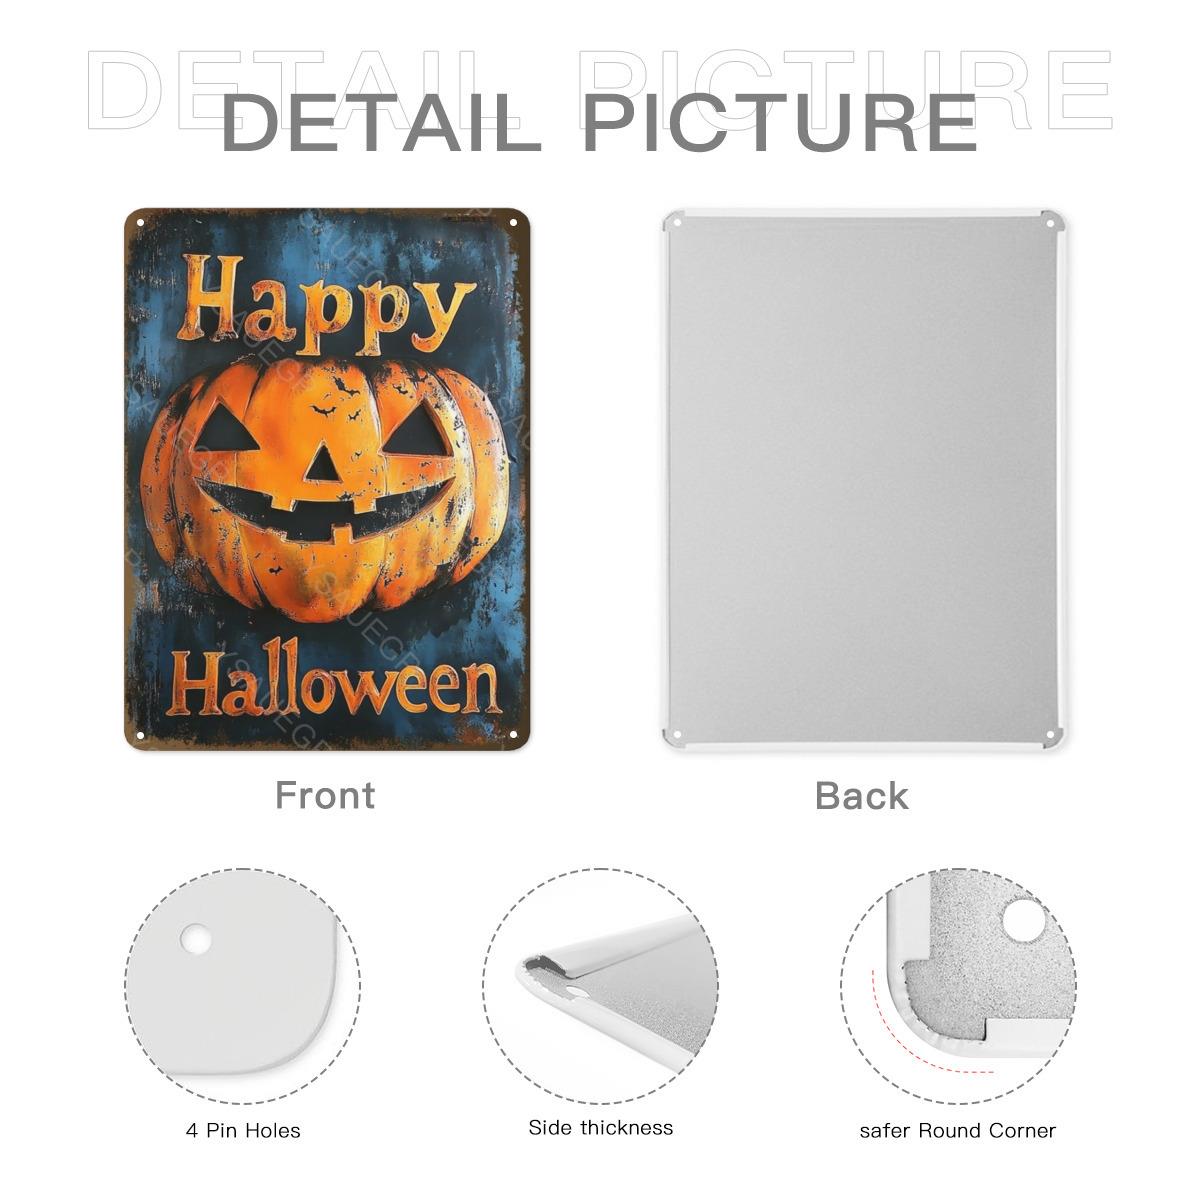 DETAIL PICTURE
DETAIL PICTURE
Happy
Halloween
Front
Back
4 Pin Holes
Side thickness
safer Round Corner